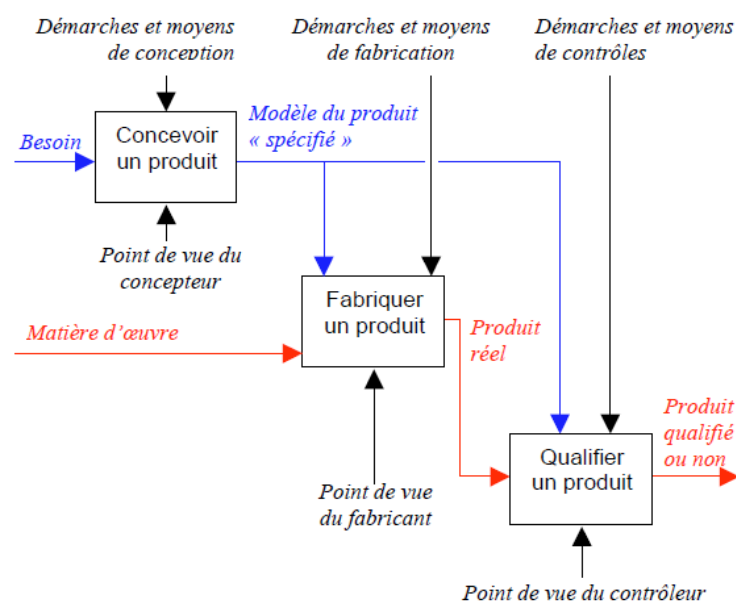 Démarches et moyens
de conception
Démarches et moyens
de fabrication
Démarches et moyens
de contrôles
Besoin
Concevoir
un produit
Modèle du produit
« spécifié »
Point de vue du
concepteur
Matière d'œuvre
Fabriquer
un produit
Produit
réel
Point de vue
du fabricant
Qualifier
un produit
Produit
qualifié
ou non
Point de vue du contrôleur